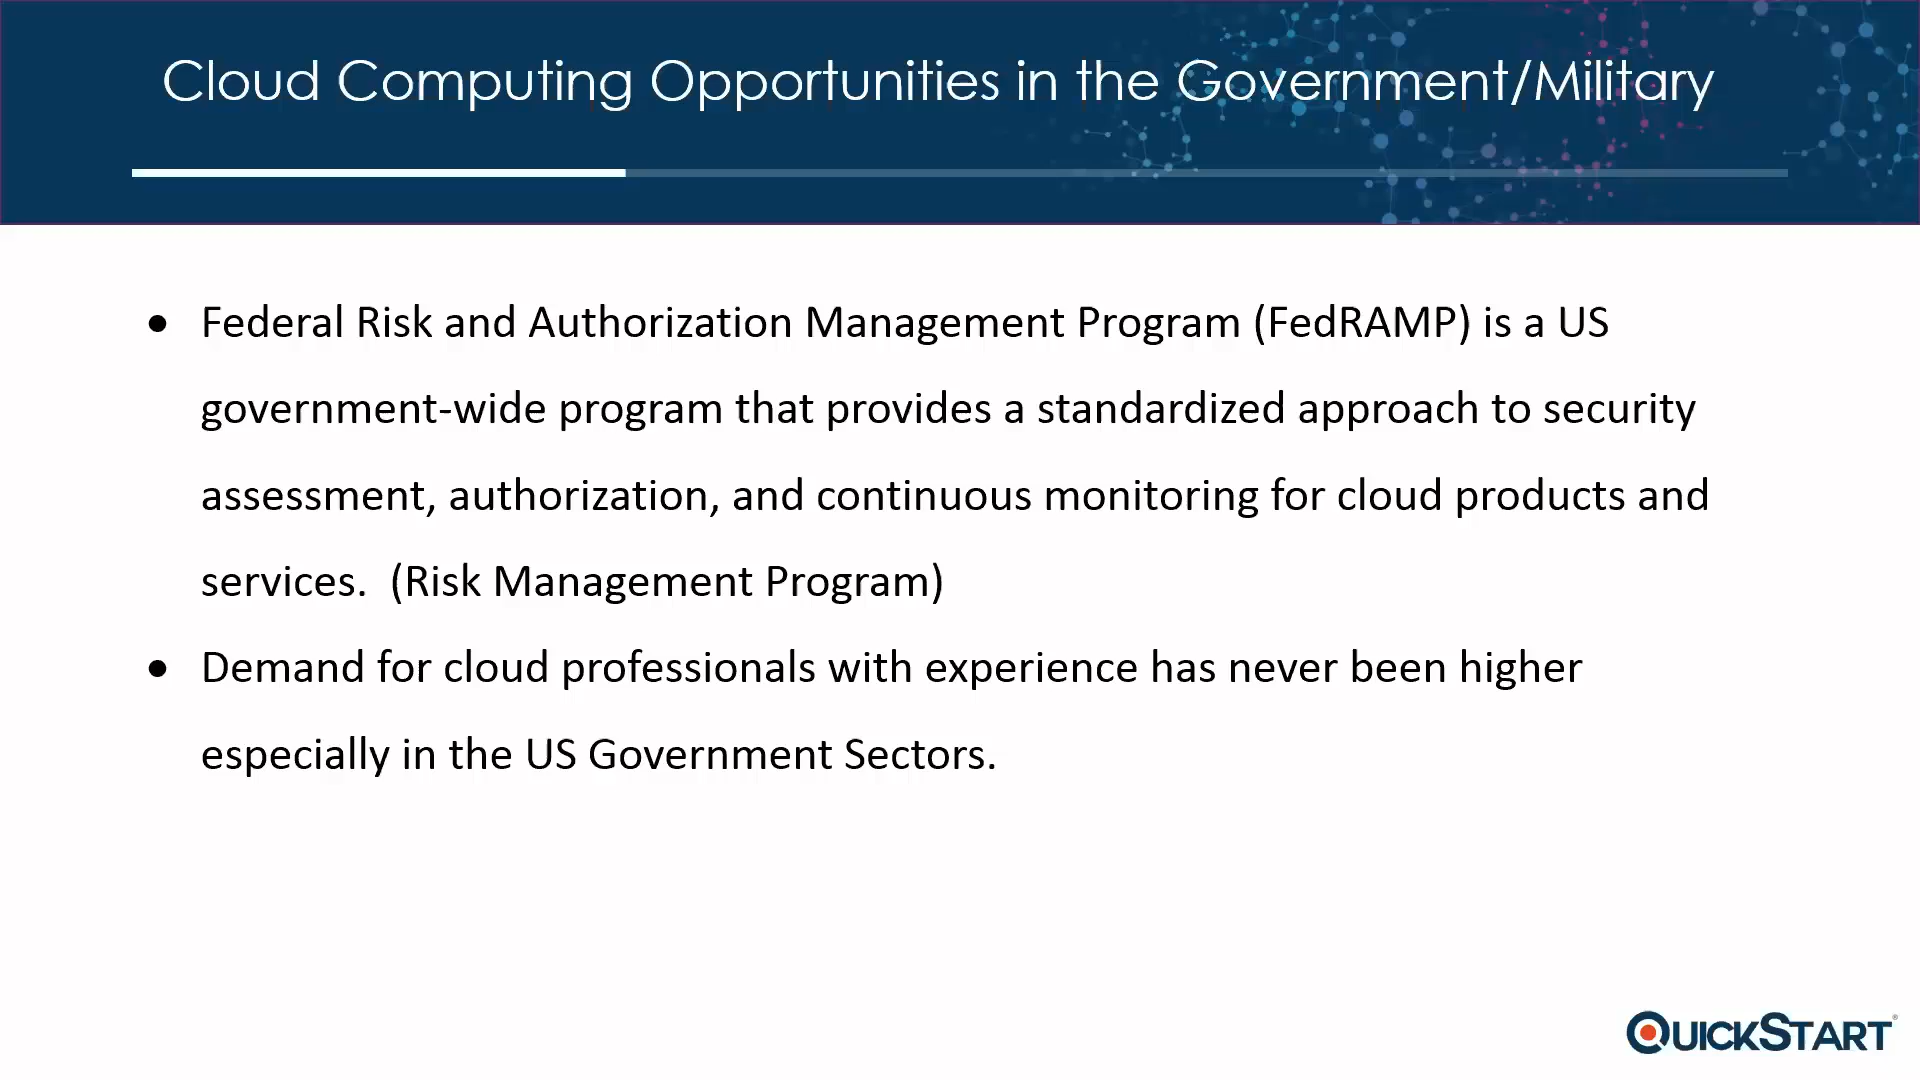 Cloud Computing Opportunities in the Government/Military
• Federal Risk and Authorization Management Program (FedRAMP) is a US
government-wide program that provides a standardized approach to security
assessment, authorization, and continuous monitoring for cloud products and
services.  (Risk Management Program)
• Demand for cloud professionals with experience has never been higher
especially in the US Government Sectors.
QUICKSTART®